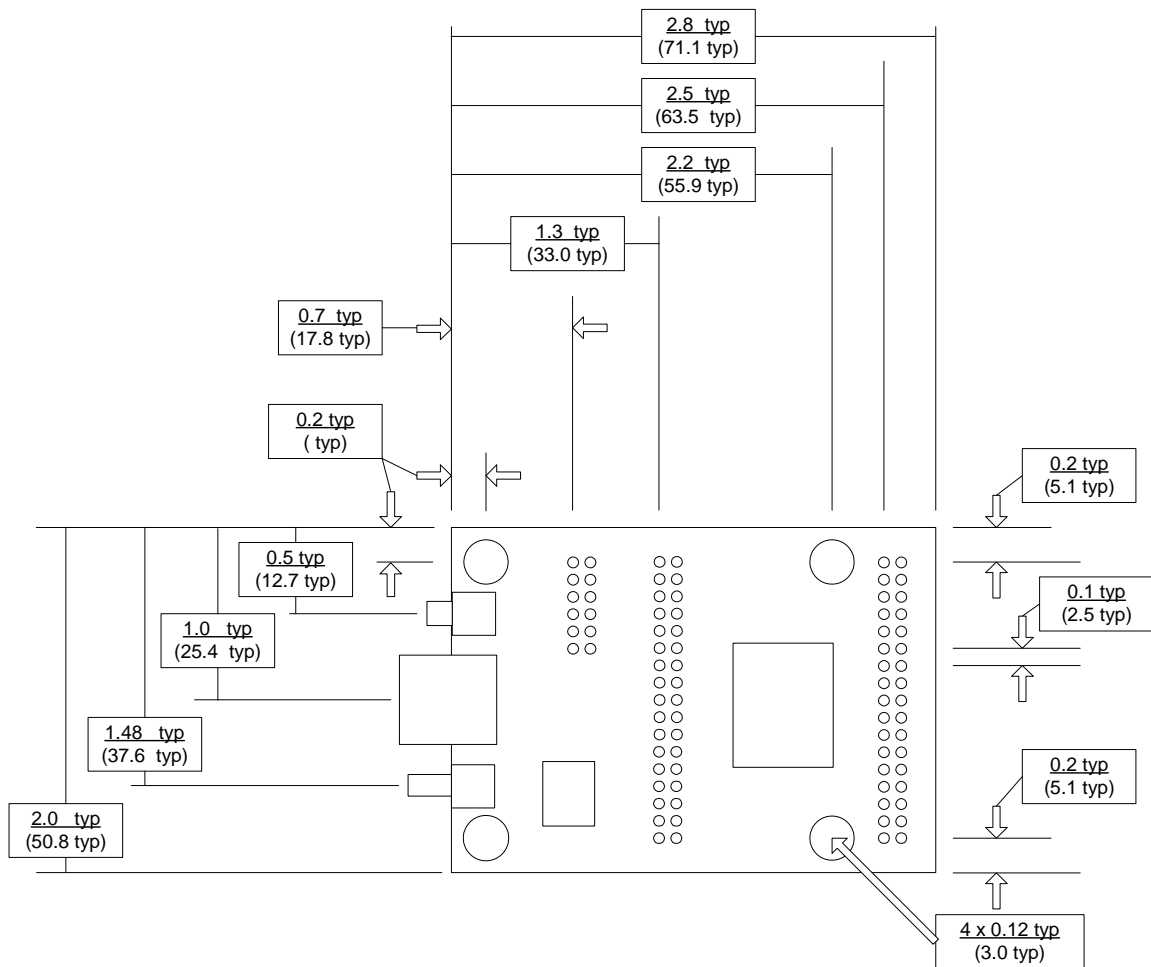 2.8 typ
(71.1 typ)
2.5 typ
(63.5 typ)
2.2 typ
(55.9 typ)
1.3 typ
(33.0 typ)
0.7 typ
(17.8 typ)
0.2 typ
( typ)
0.2 typ
(5.1 typ)
0.5 typ
(12.7 typ)
0.1 typ
(2.5 typ)
1.0 typ
(25.4 typ)
1.48 typ
(37.6 typ)
0.2 typ
(5.1 typ)
2.0 typ
(50.8 typ)
4 x 0.12 typ
(3.0 typ)